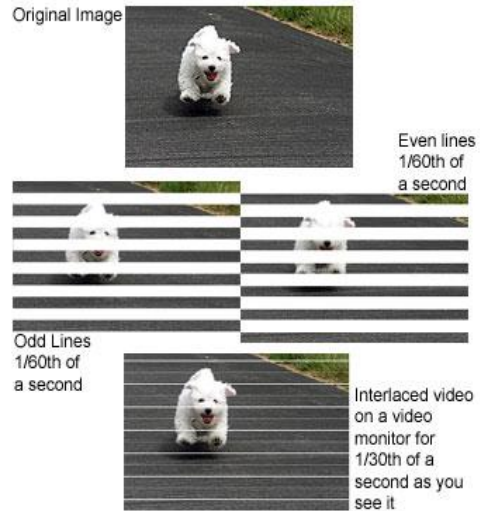 Original Image
Even lines
1/60th of
a second
Odd Lines
1/60th of
a second
Interlaced video
on a video
monitor for
1/30th of a
second as you
see it